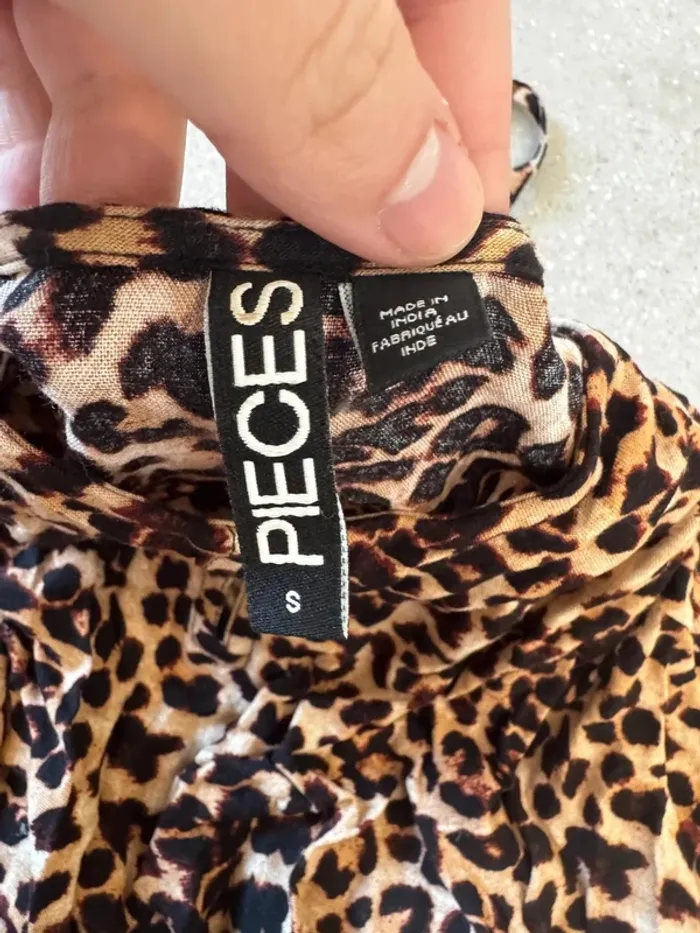 PIECES
S
MADE IN
INDIA
FABRIQUÉ AU
INDE